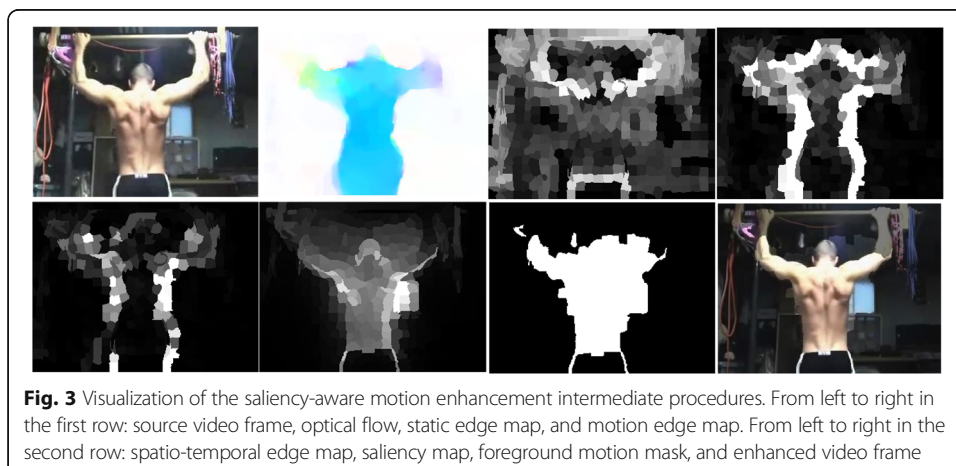 Fig. 3 Visualization of the saliency-aware motion enhancement intermediate procedures. From left to right in
the first row: source video frame, optical flow, static edge map, and motion edge map. From left to right in the
second row: spatio-temporal edge map, saliency map, foreground motion mask, and enhanced video frame